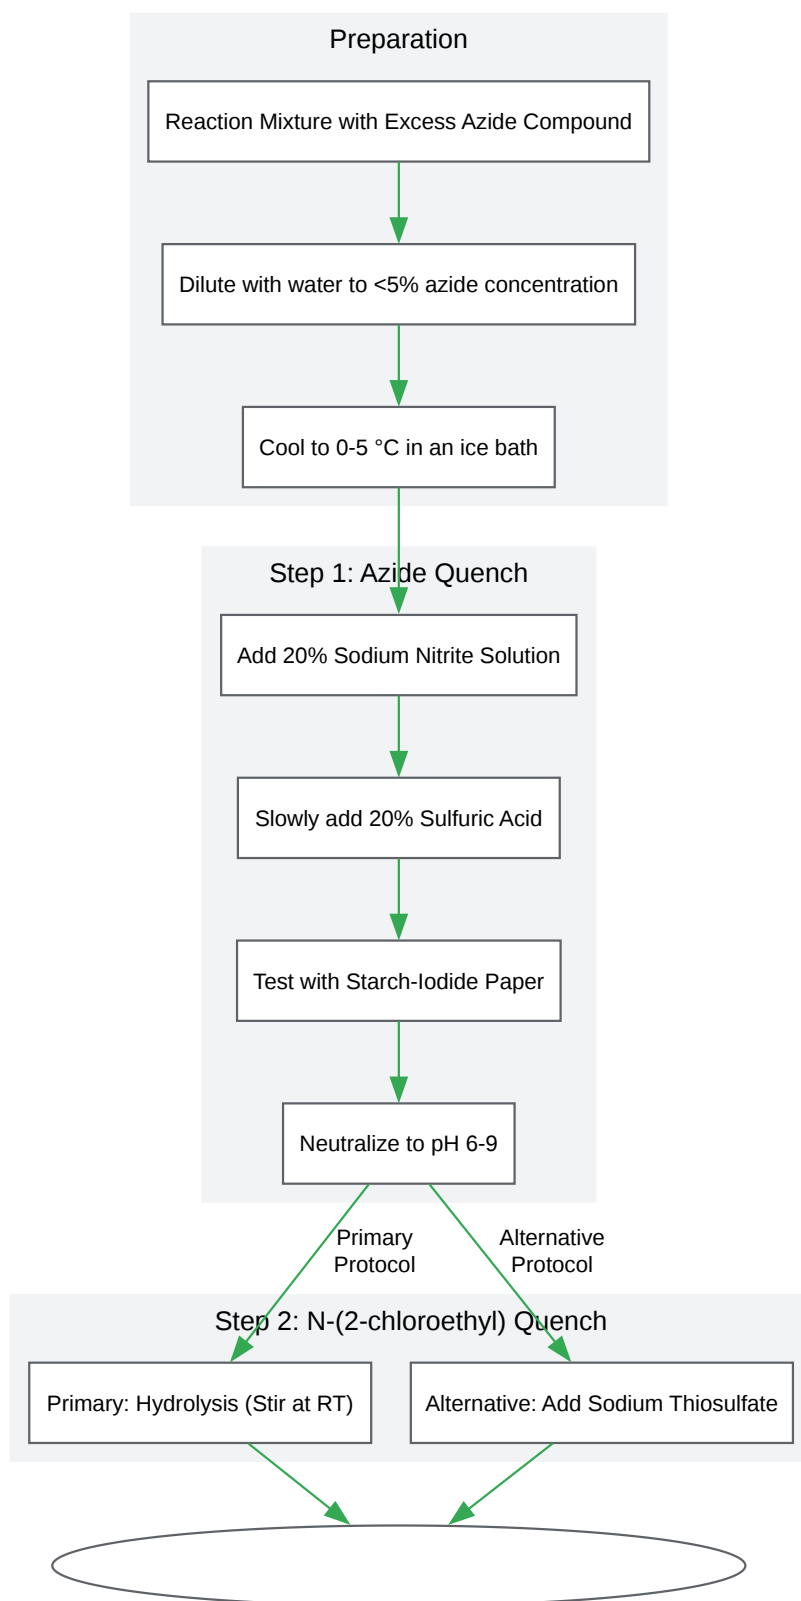 Preparation
Reaction Mixture with Excess Azide Compound
Dilute with water to <5% azide concentration
Cool to 0-5 °C in an ice bath
Step 1: Azide Quench
Add 20% Sodium Nitrite Solution
Slowly add 20% Sulfuric Acid
Test with Starch-Iodide Paper
Neutralize to pH 6-9
Primary
Protocol
Alternative
Protocol
Step 2: N-(2-chloroethyl) Quench
Primary: Hydrolysis (Stir at RT)
Alternative: Add Sodium Thiosulfate